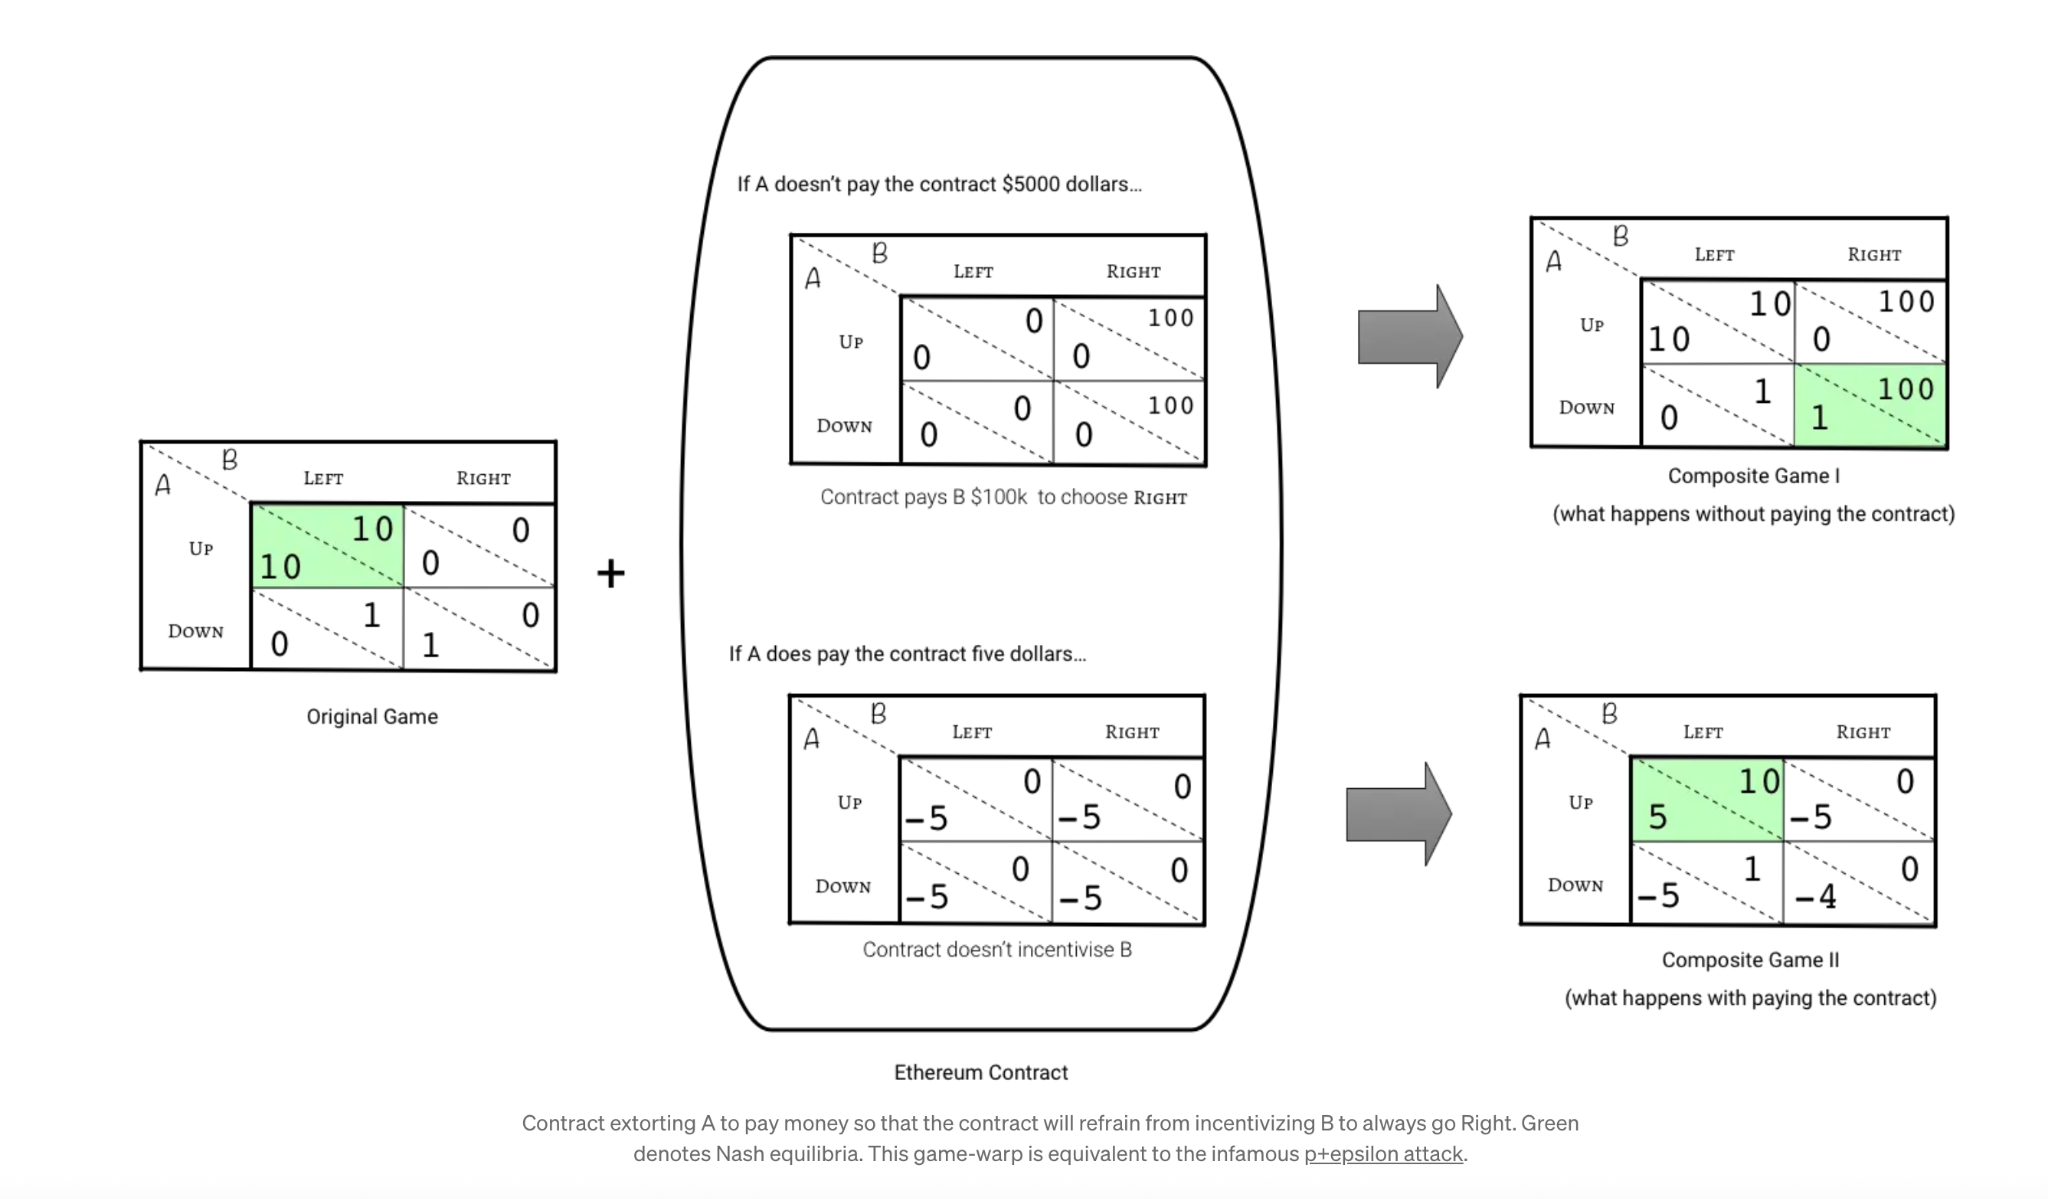 B
A
LEFT RIGHT
UP
10
10
0
0
DOWN
1
0
0
1
Original Game
+
If A doesn’t pay the contract $5000 dollars…
B
A
LEFT RIGHT
UP
0
0
100
0
DOWN
0
0
100
0
Contract pays B $100k to choose RIGHT
If A does pay the contract five dollars…
B
A
LEFT RIGHT
UP
0
-5
0
-5
DOWN
0
-5
0
-5
Contract doesn’t incentivise B
Ethereum Contract
B
A
LEFT RIGHT
UP
10
10
100
0
DOWN
1
0
100
1
Composite Game I
(what happens without paying the contract)
B
A
LEFT RIGHT
UP
10
5
0
-5
DOWN
1
-5
0
-4
Composite Game II
(what happens with paying the contract)
Contract extorting A to pay money so that the contract will refrain from incentivizing B to always go Right. Green
denotes Nash equilibria. This game-warp is equivalent to the infamous p+epsilon attack.